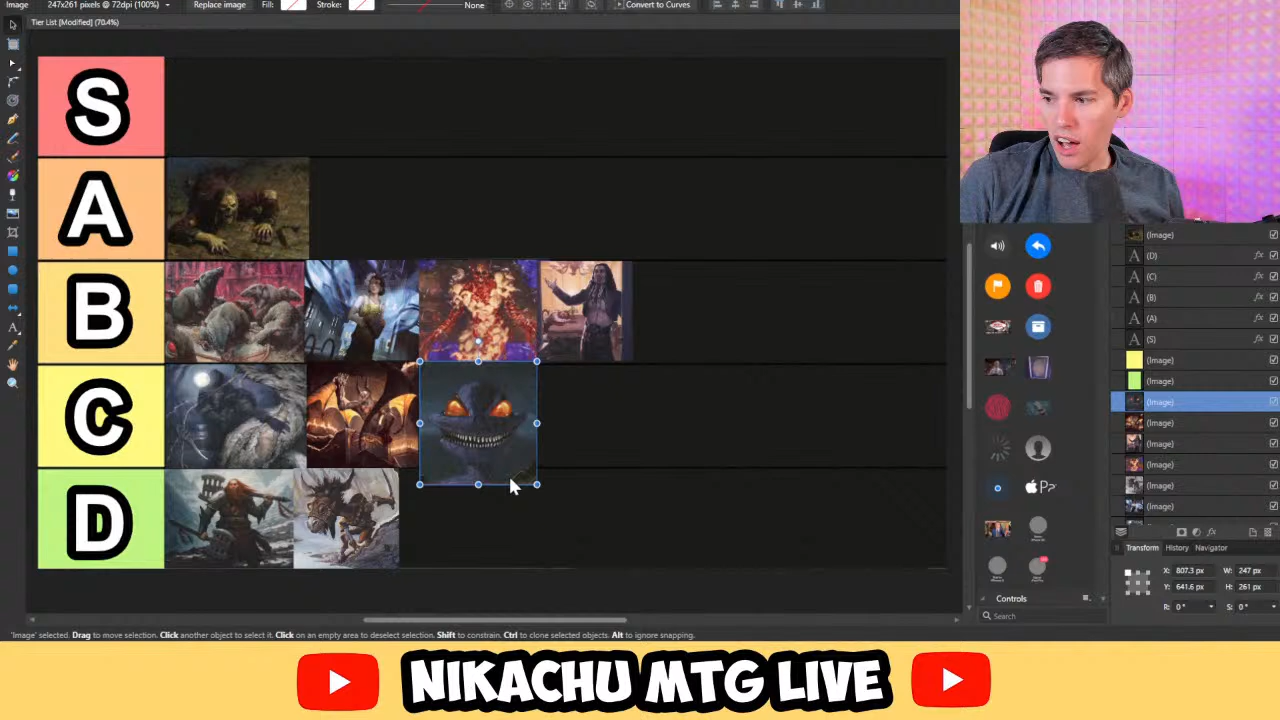 Image 247x261 pixels @ 72dpi (100%) Replace image Fill: Stroke: None Convert to Curves
Tier List [Modified] (70.4%)
S
A
B
C
D
(Image)
(D)
(C)
(B)
(A)
(S)
(Image)
(Image)
(Image)
(Image)
(Image)
(Image)
(Image)
(Image)
Transform History Navigator
X: 807.3 px W: 247 px
Y: 641.6 px H: 261 px
R: 0° S: 0°
Controls
Search
'Image' selected. Drag to move selection. Click another object to select it. Click on an empty area to deselect selection. Shift to constrain. Ctrl to clone selected objects. Alt to ignore snapping.
NIKACHU MTG LIVE